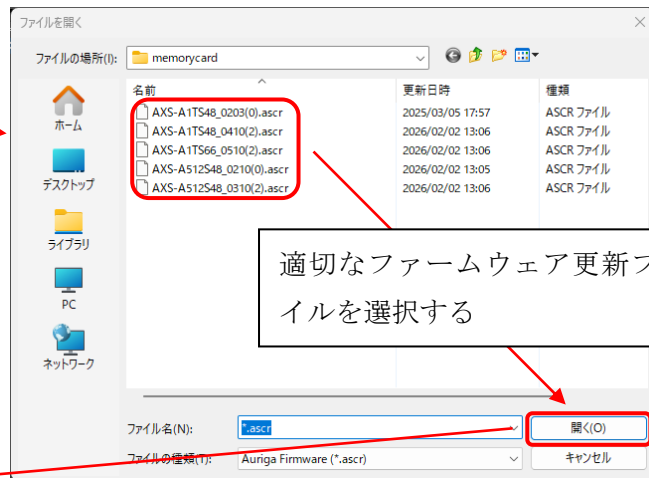 ファイルを開く
ファイルの場所(I):
memorycard
名前
更新日時
種類
AXS-A1TS48_0203(0).ascr
2025/03/05 17:57
ASCR ファイル
AXS-A1TS48_0410(2).ascr
2026/02/02 13:06
ASCR ファイル
AXS-A1TS66_0510(2).ascr
2026/02/02 13:06
ASCR ファイル
AXS-A512S48_0210(0).ascr
2026/02/02 13:05
ASCR ファイル
AXS-A512S48_0310(2).ascr
2026/02/02 13:06
ASCR ファイル
ホーム
デスクトップ
ライブラリ
PC
ネットワーク
適切なファームウェア更新フ
イルを選択する
ファイル名(N):
*.ascr
開く(O)
ファイルの種類(T):
Auriga Firmware (*.ascr)
キャンセル